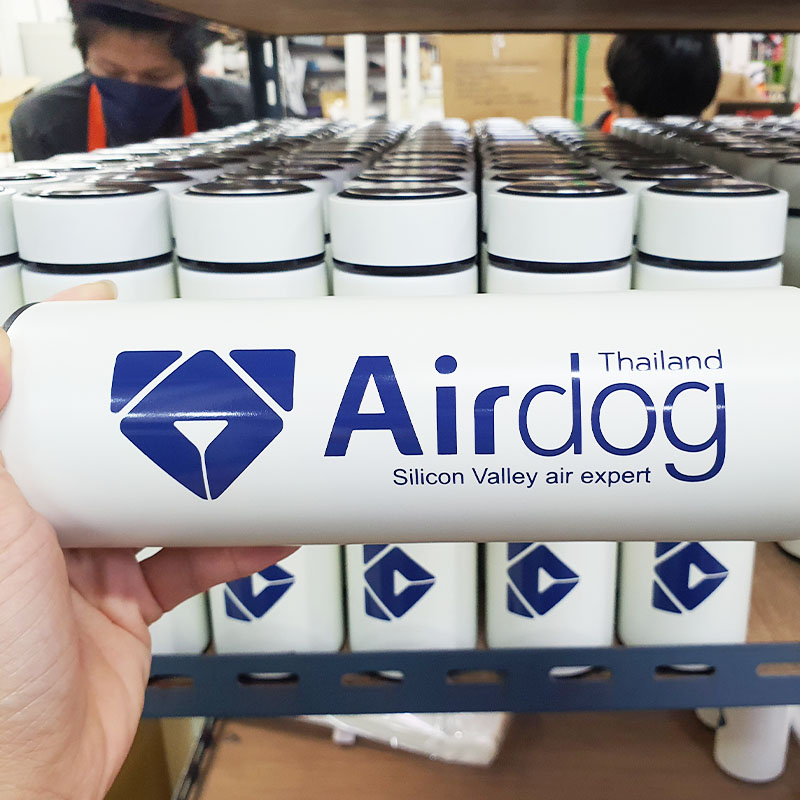 Thailand
Airdog
Silicon Valley air expert